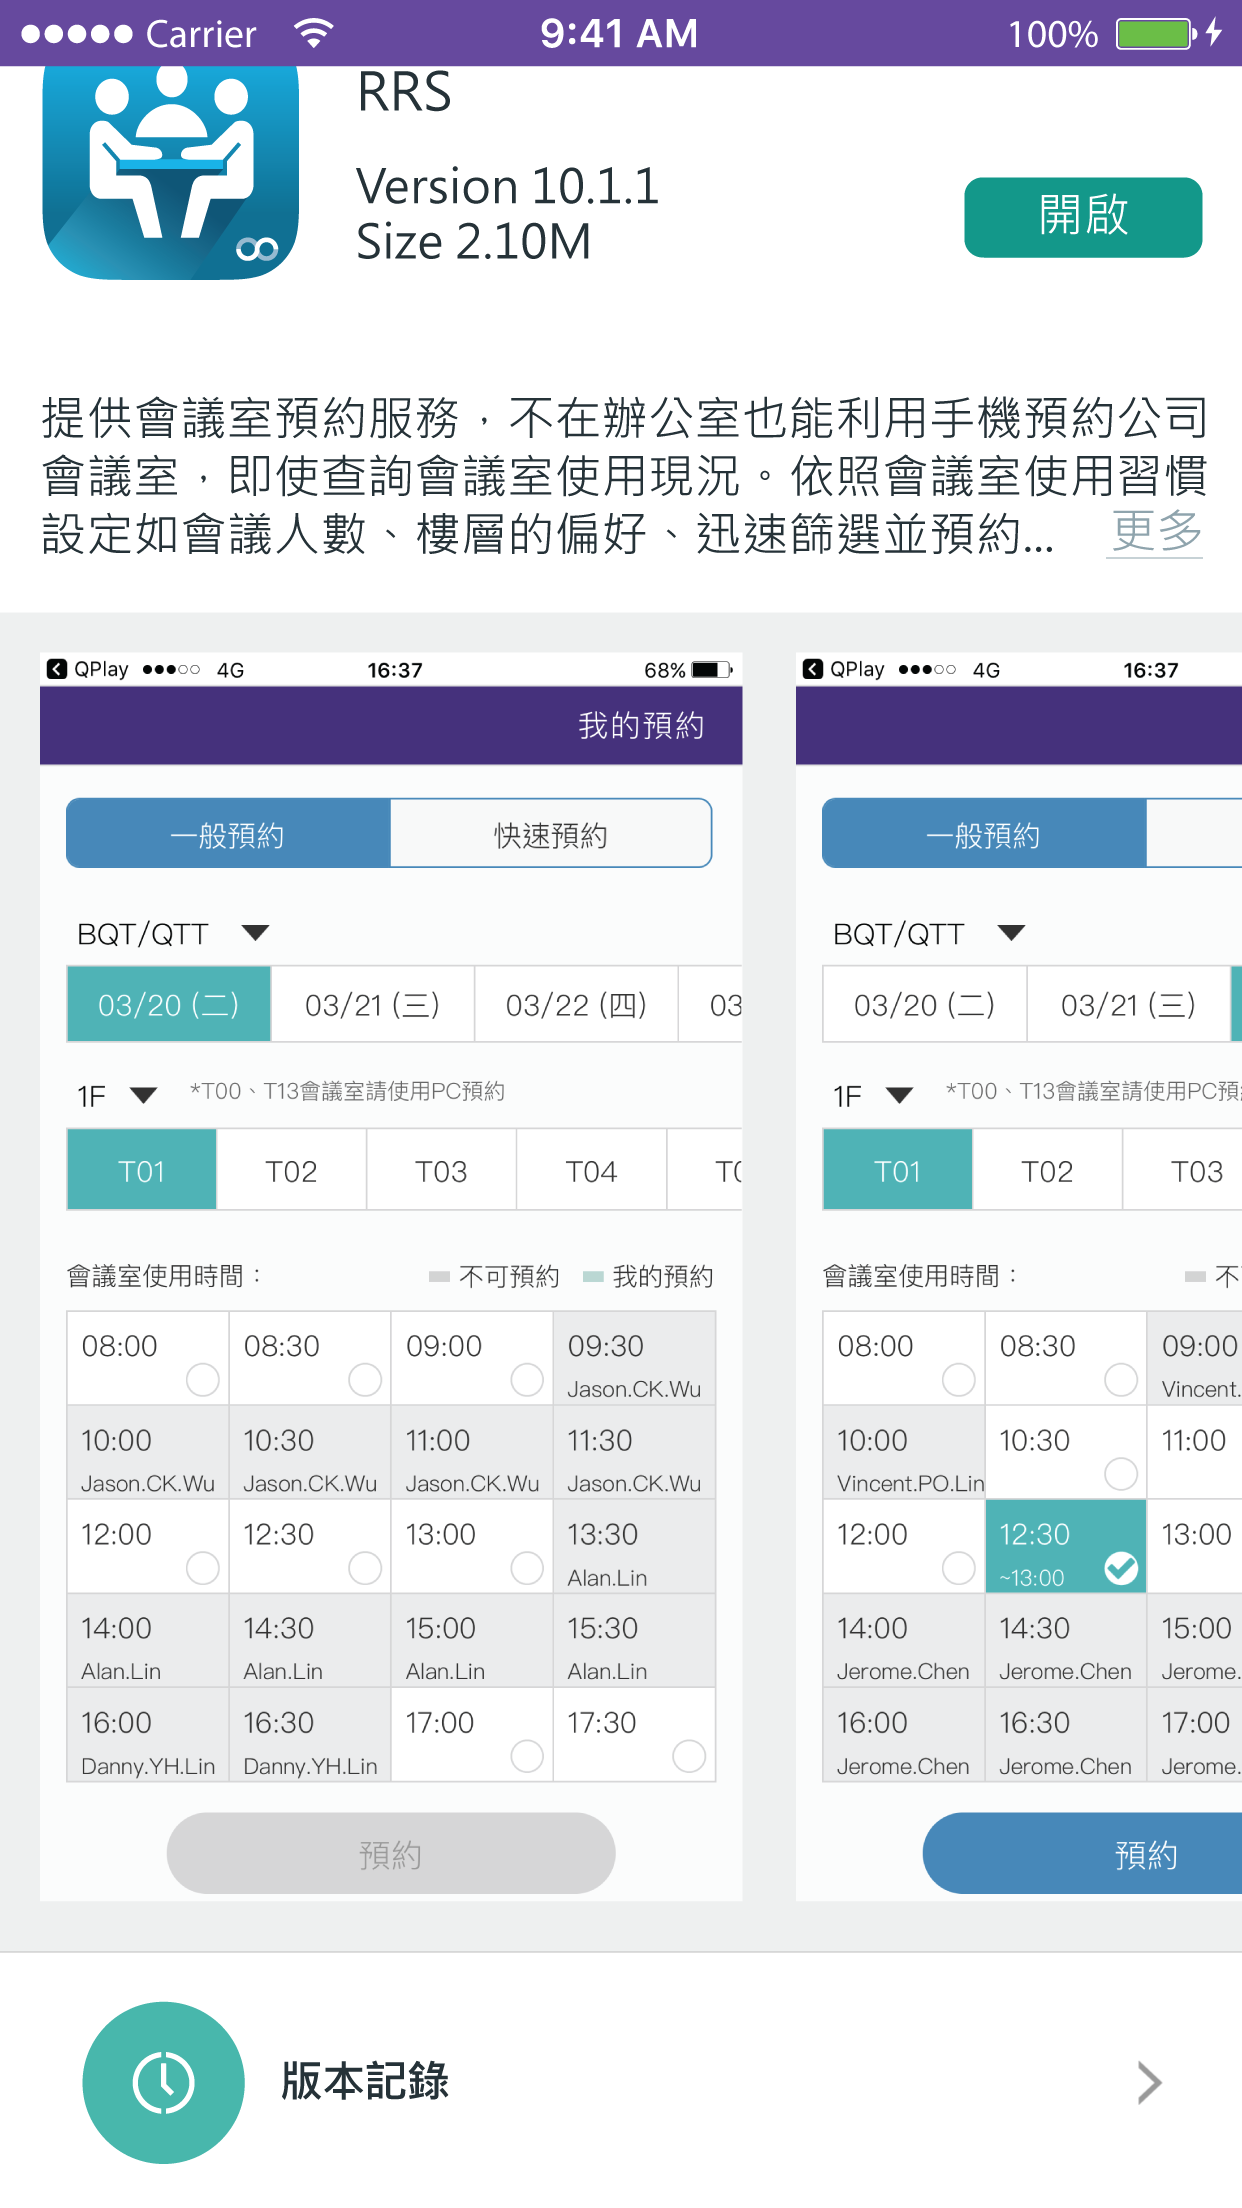 Carrier 9:41 AM 100%
RRS
Version 10.1.1
Size 2.10M
開啟
提供會議室預約服務，不在辦公室也能利用手機預約公司
會議室，即使查詢會議室使用現況。依照會議室使用習慣
設定如會議人數、樓層的偏好、迅速篩選並預約... 更多
QPlay 4G 16:37 68%
我的預約
一般預約 快速預約
BQT/QTT
03/20 (二) 03/21 (三) 03/22 (四) 03
1F *T00、T13會議室請使用PC預約
T01 T02 T03 T04
會議室使用時間： 不可預約 我的預約
08:00 08:30 09:00 09:30
Jason.CK.Wu
10:00 10:30 11:00 11:30
Jason.CK.Wu Jason.CK.Wu Jason.CK.Wu Jason.CK.Wu
12:00 12:30 13:00 13:30
Alan.Lin
14:00 14:30 15:00 15:30
Alan.Lin Alan.Lin Alan.Lin Alan.Lin
16:00 16:30 17:00 17:30
Danny.YH.Lin Danny.YH.Lin
預約
QPlay 4G 16:37
一般預約
BQT/QTT
03/20 (二) 03/21 (三)
1F *T00、T13會議室請使用PC預
T01 T02 T03
會議室使用時間： 不
08:00 08:30 09:00
Vincent.
10:00 10:30 11:00
Vincent.PO.Lin
12:00 12:30 13:00
~13:00
14:00 14:30 15:00
Jerome.Chen Jerome.Chen Jerome.
16:00 16:30 17:00
Jerome.Chen Jerome.Chen Jerome.
預約
版本記錄